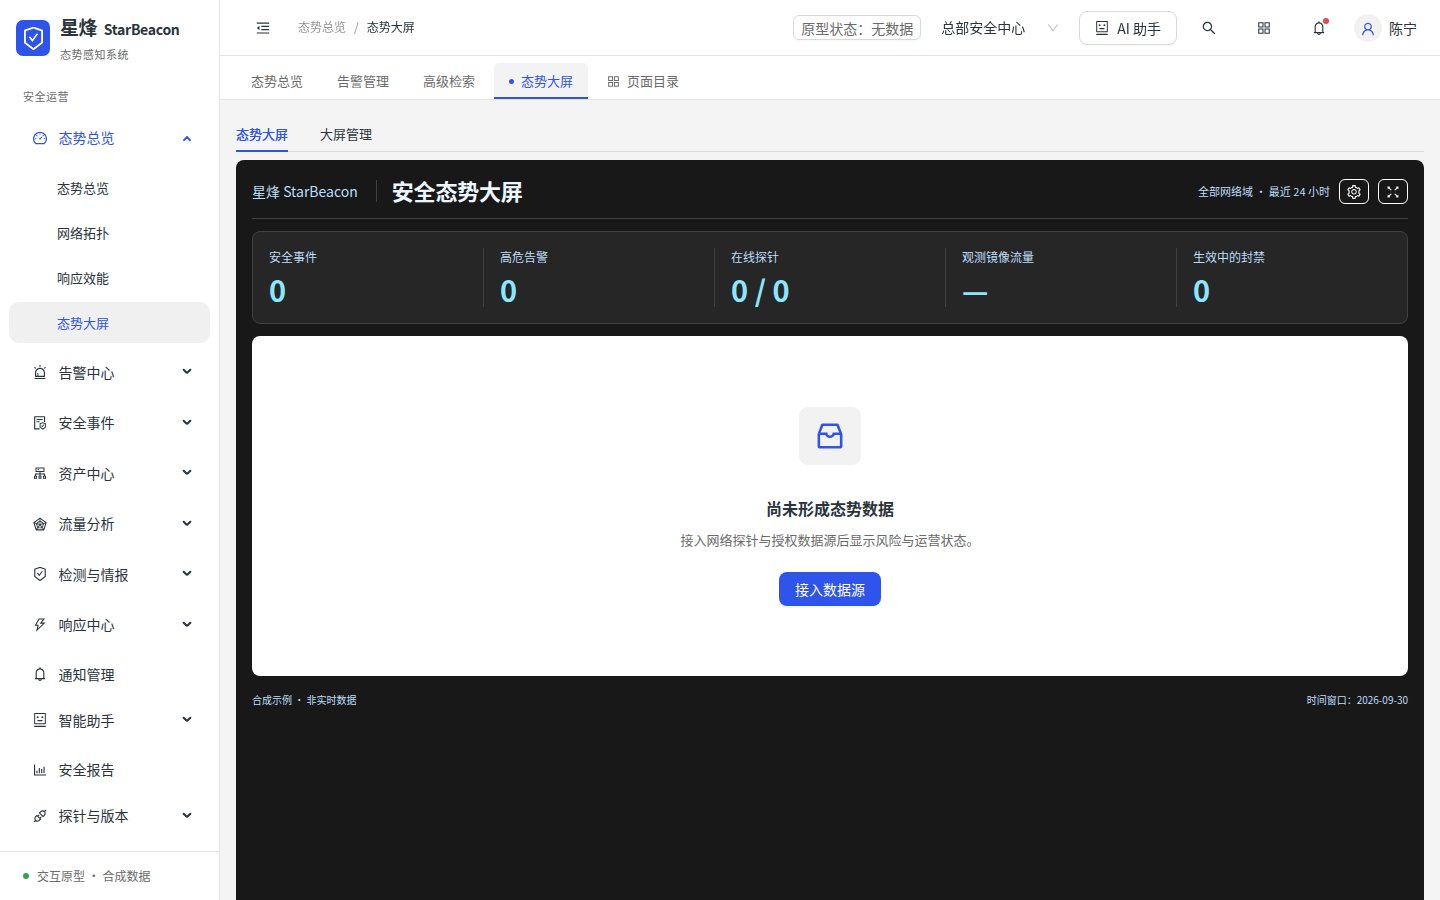 星烽 StarBeacon
态势感知系统
安全运营
态势总览
态势总览
网络拓扑
响应效能
态势大屏
告警中心
安全事件
资产中心
流量分析
检测与情报
响应中心
通知管理
智能助手
安全报告
探针与版本
交互原型 · 合成数据
态势总览 / 态势大屏
原型状态：无数据
总部安全中心
AI 助手
陈宁
态势总览
告警管理
高级检索
态势大屏
页面目录
态势大屏
大屏管理
星烽 StarBeacon
安全态势大屏
全部网络域 · 最近 24 小时
安全事件
0
高危告警
0
在线探针
0 / 0
观测镜像流量
—
生效中的封禁
0
尚未形成态势数据
接入网络探针与授权数据源后显示风险与运营状态。
接入数据源
合成示例 · 非实时数据
时间窗口：2026-09-30